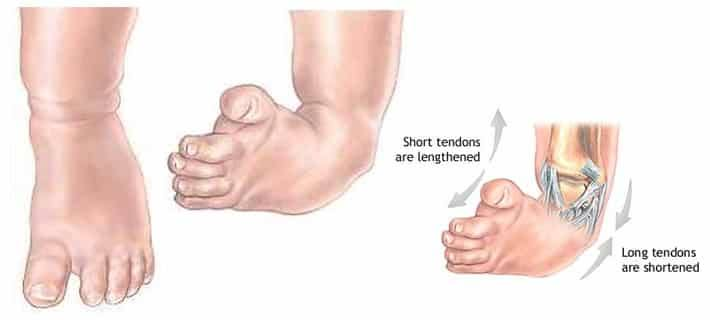 Short tendons
are lengthened
Long tendons
are shortened